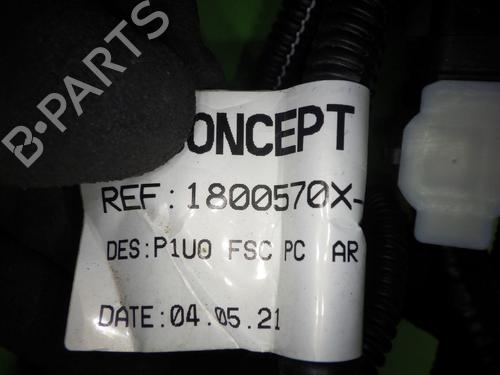 B-PARTS
ONCEPT
REF:1800570X-
DES:P1U0 FSC PC AR
DATE:04.05.21